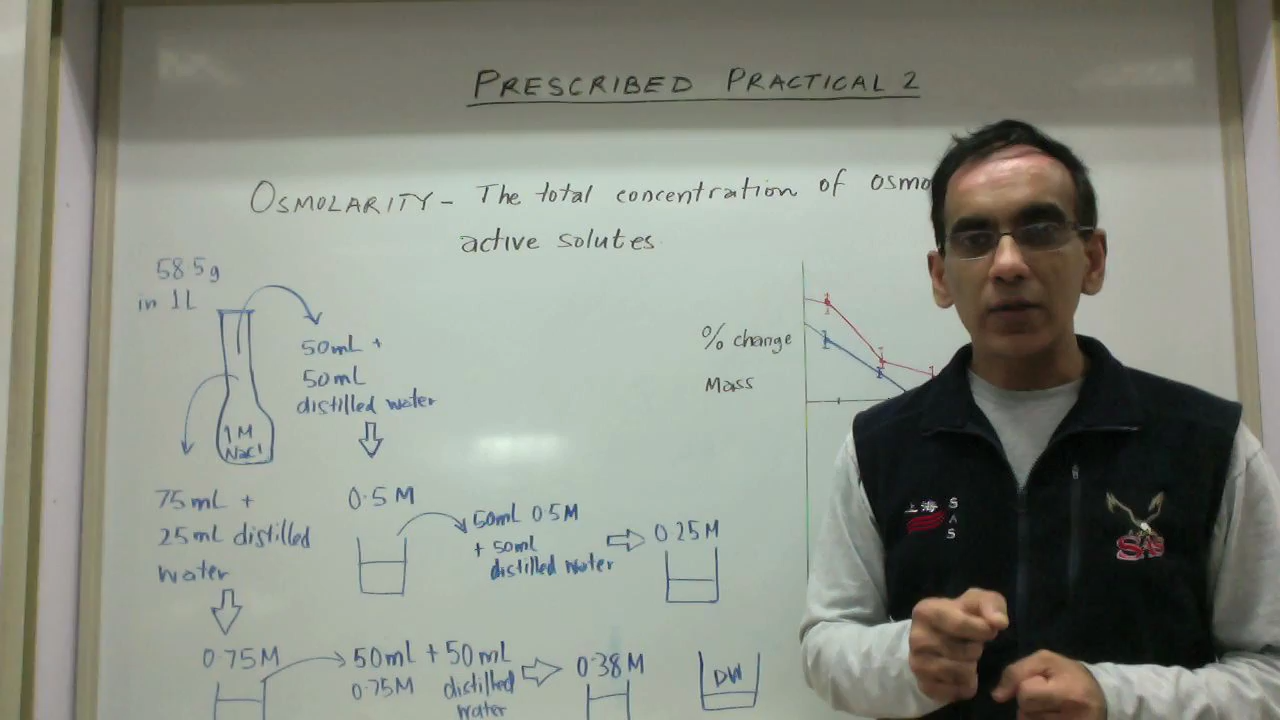 PRESCRIBED PRACTICAL 2
OSMOLARITY - The total concentration of osmo
active solutes.
58.5g
in 1L
50mL +
50mL
distilled water
1M
NaCl
% change
Mass
75mL +
25mL distilled
water
0.5M
50mL 0.5M
+ 50mL
distilled water
0.25M
0.75M
50mL + 50mL
0.75M distilled
water
0.38M
DW
上海
SAS
SAS